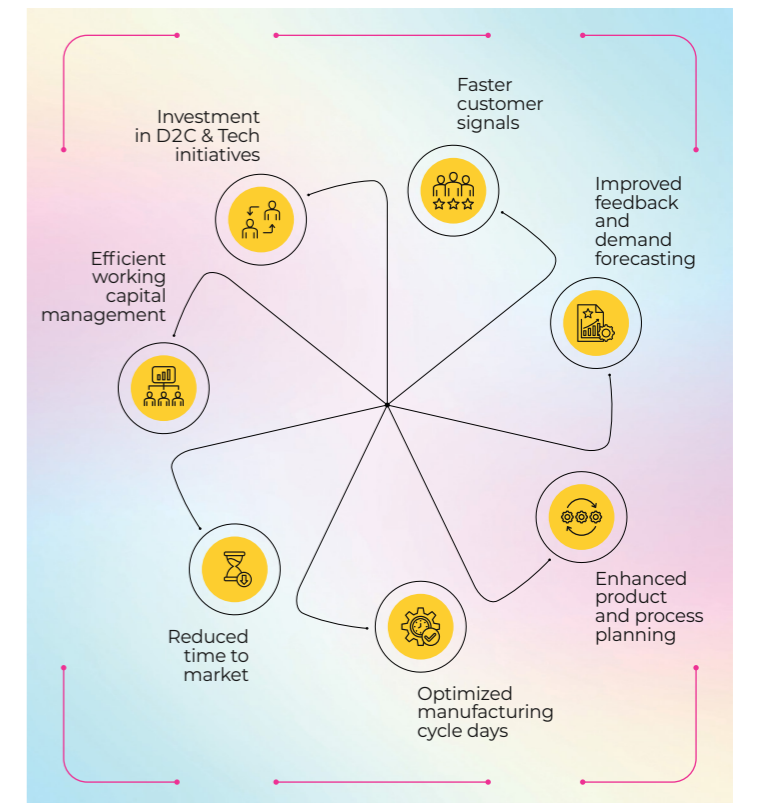 Investment
in D2C & Tech
initiatives
Faster
customer
signals
Improved
feedback
and
demand
forecasting
Enhanced
product
and process
planning
Optimized
manufacturing
cycle days
Reduced
time to
market
Efficient
working
capital
management